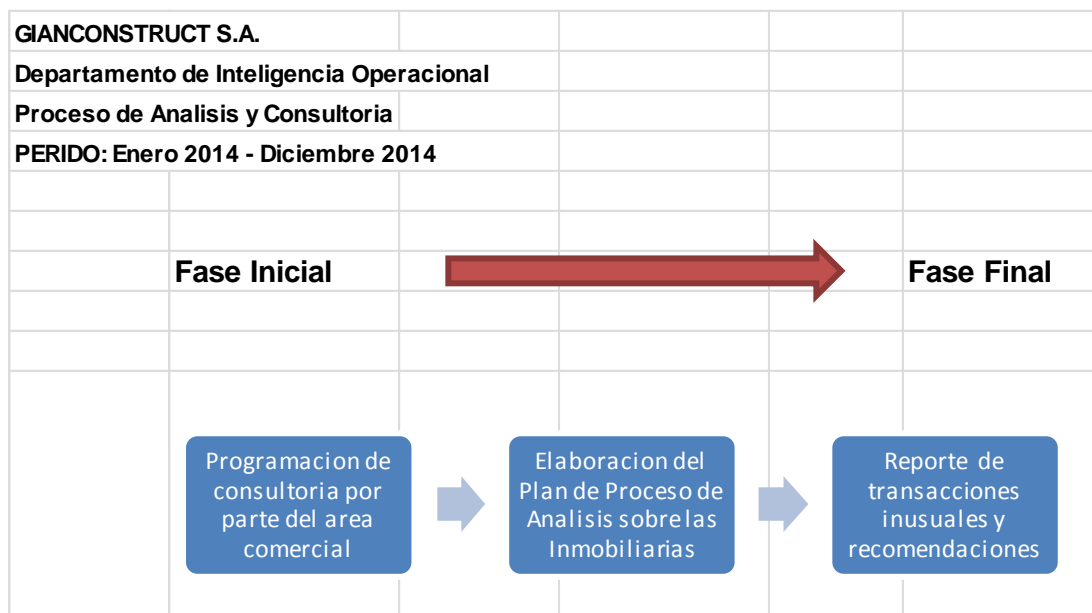 GIANCONSTRUCT S.A.
Departamento de Inteligencia Operacional
Proceso de Analisis y Consultoria
PERIDO: Enero 2014 - Diciembre 2014
Fase Inicial
Fase Final
Programacion de
consultoria por
parte del area
comercial
Elaboracion del
Plan de Proceso de
Analisis sobre las
Inmobiliarias
Reporte de
transacciones
inusuales y
recomendaciones